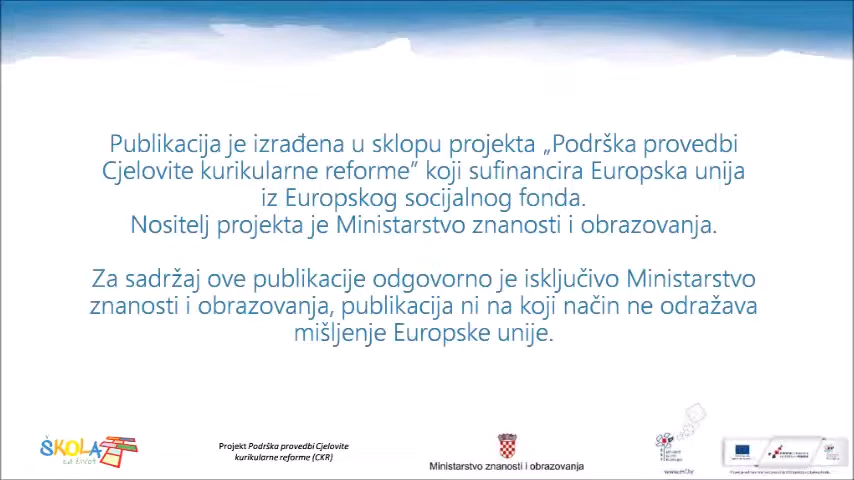 Publikacija je izrađena u sklopu projekta „Podrška provedbi
Cjelovite kurikularne reforme” koji sufinancira Europska unija
iz Europskog socijalnog fonda.
Nositelj projekta je Ministarstvo znanosti i obrazovanja.
Za sadržaj ove publikacije odgovorno je isključivo Ministarstvo
znanosti i obrazovanja, publikacija ni na koji način ne odražava
mišljenje Europske unije.
ŠKOLA
za život
Projekt Podrška provedbi Cjelovite
kurikularne reforme (CKR)
Ministarstvo znanosti i obrazovanja